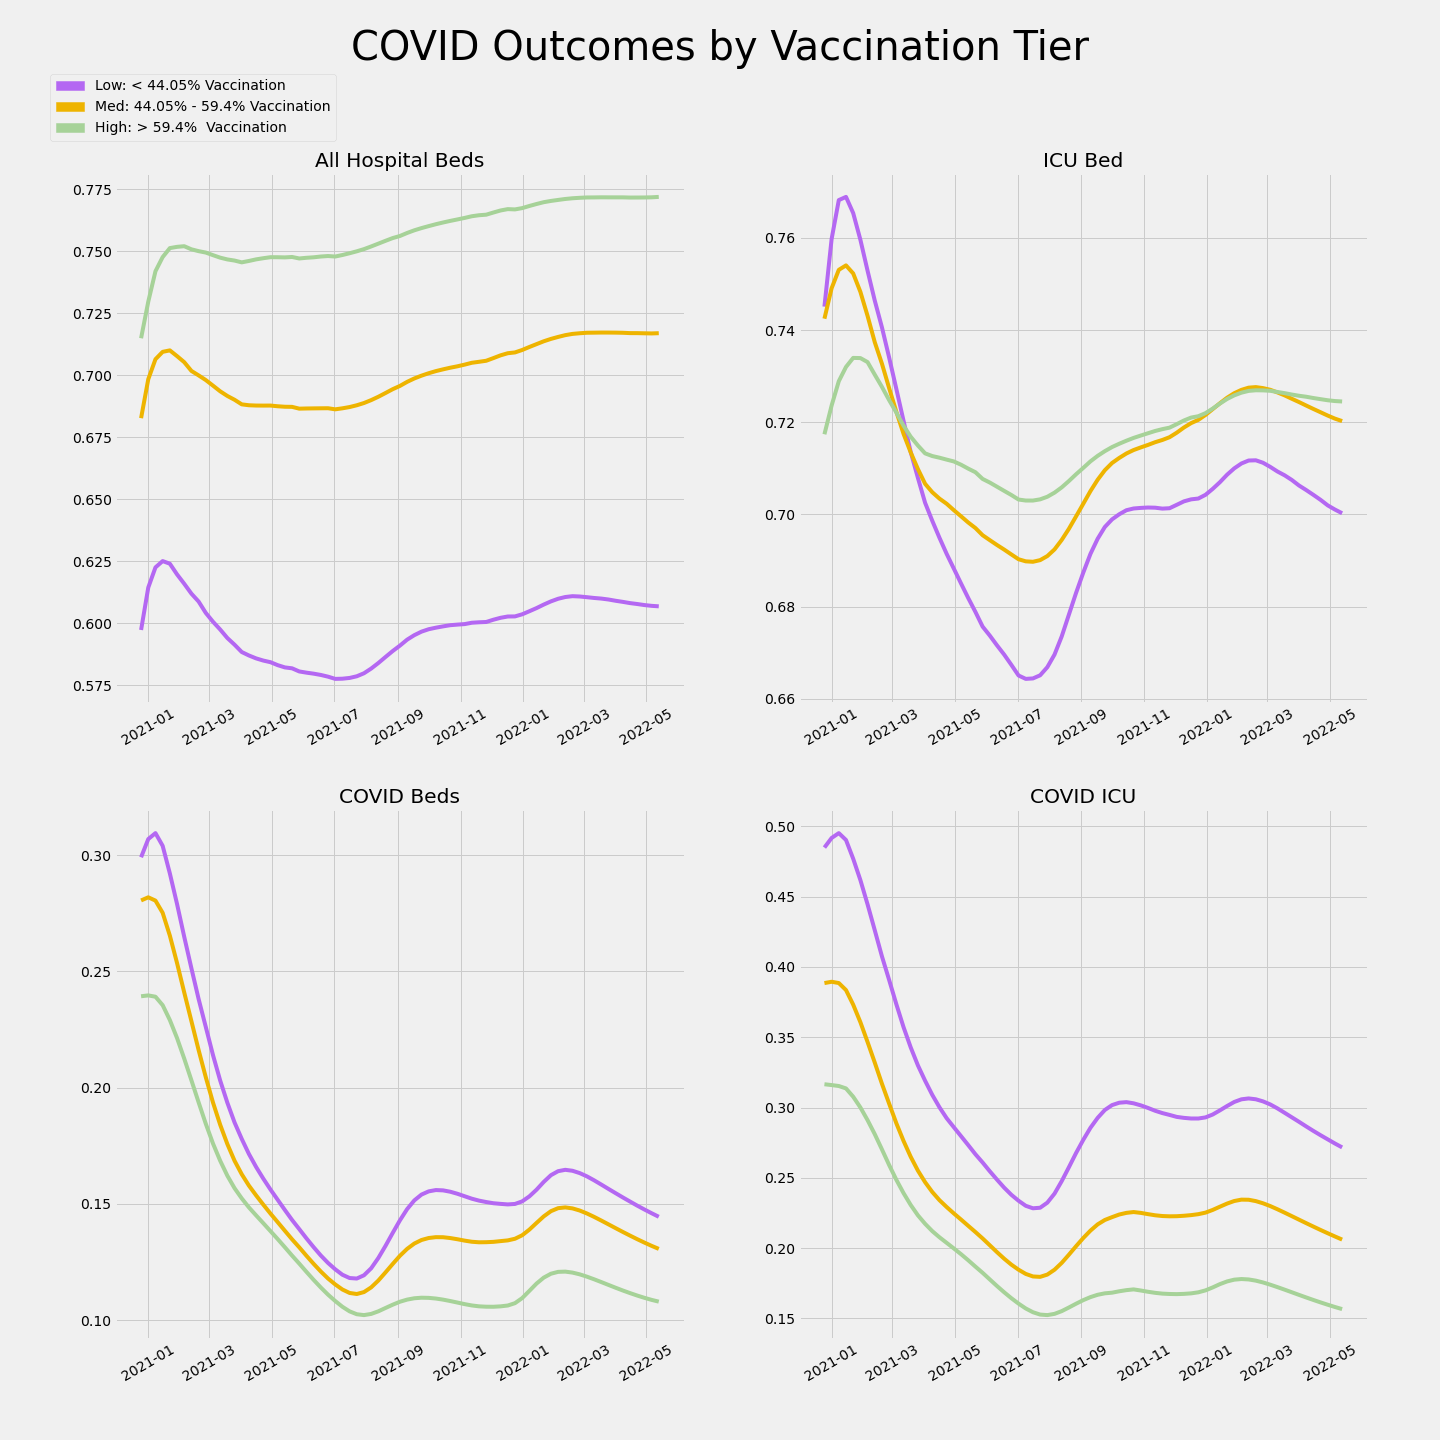 COVID Outcomes by Vaccination Tier
Low: < 44.05% Vaccination
Med: 44.05% - 59.4% Vaccination
High: > 59.4%  Vaccination
All Hospital Beds
0.775
0.750
0.725
0.700
0.675
0.650
0.625
0.600
0.575
2021-01 2021-03 2021-05 2021-07 2021-09 2021-11 2022-01 2022-03 2022-05
ICU Bed
0.76
0.74
0.72
0.70
0.68
0.66
2021-01 2021-03 2021-05 2021-07 2021-09 2021-11 2022-01 2022-03 2022-05
COVID Beds
0.30
0.25
0.20
0.15
0.10
2021-01 2021-03 2021-05 2021-07 2021-09 2021-11 2022-01 2022-03 2022-05
COVID ICU
0.50
0.45
0.40
0.35
0.30
0.25
0.20
0.15
2021-01 2021-03 2021-05 2021-07 2021-09 2021-11 2022-01 2022-03 2022-05